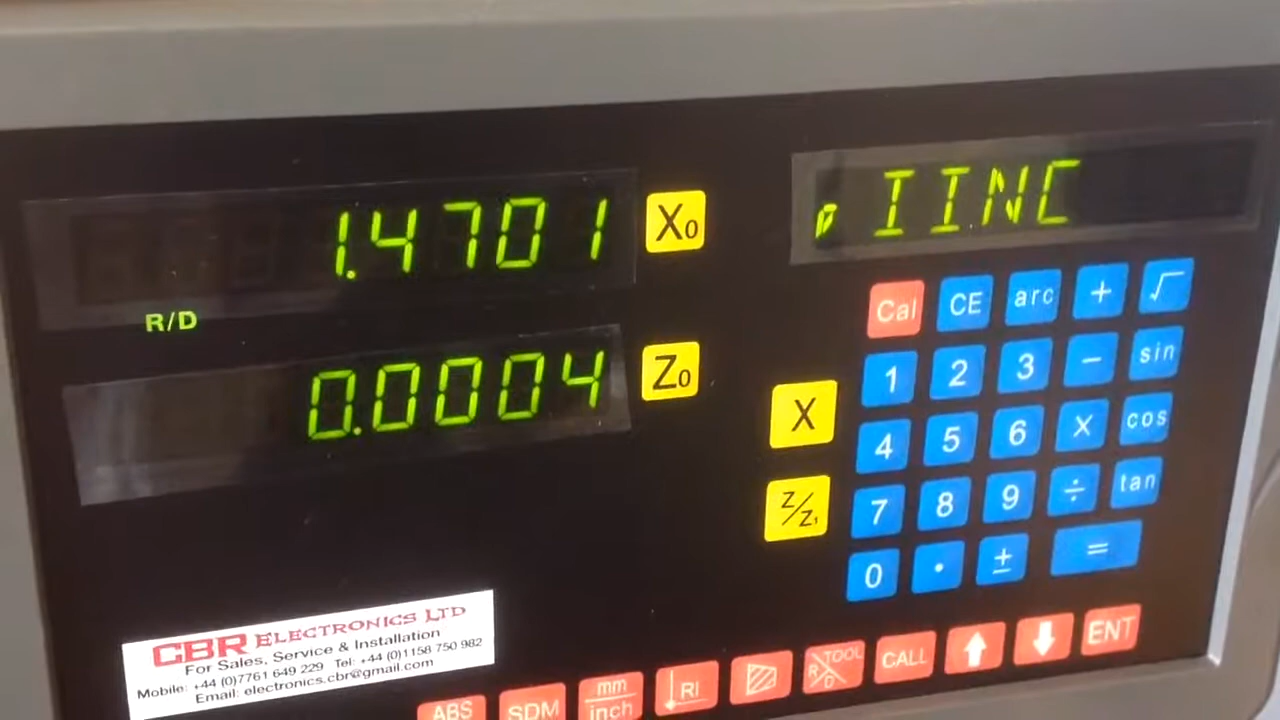 1.4701
X0
IINC
R/D
0.0004
Z0
X
Z/Z1
Cal CE arc + √
1 2 3 − sin
4 5 6 × cos
7 8 9 ÷ tan
0 . ± =
CBR ELECTRONICS LTD
For Sales, Service & Installation
Mobile: +44 (0)7761 649 229 Tel: +44 (0)1158 750 982
Email: electronics.cbr@gmail.com
ABS SDM mm/inch RI R/D TOOL CALL ENT